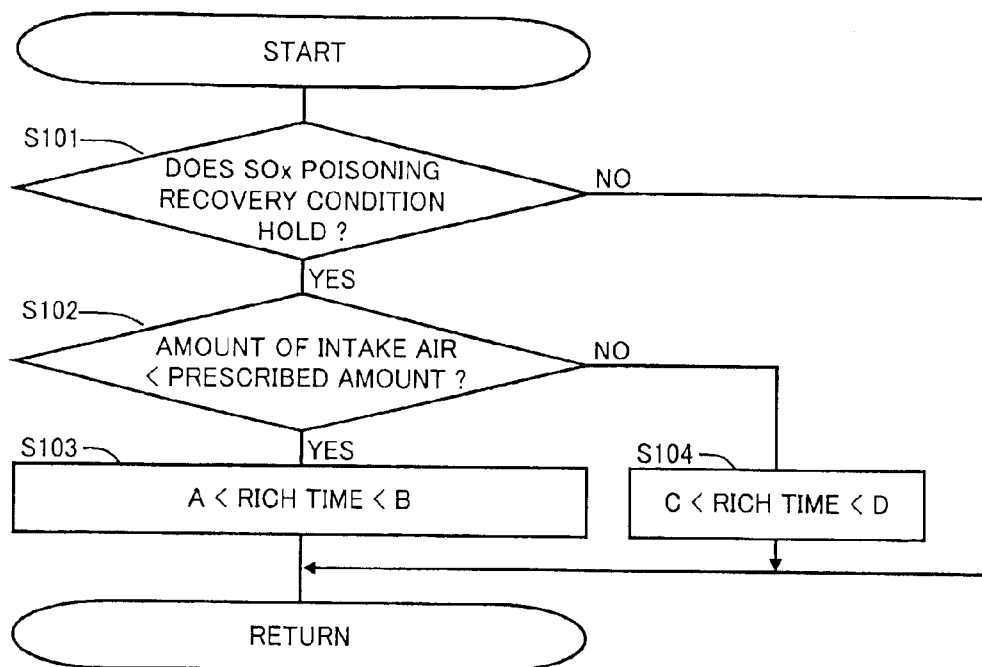 START
S101
DOES SOx POISONING
RECOVERY CONDITION
HOLD ?
NO
YES
S102
AMOUNT OF INTAKE AIR
< PRESCRIBED AMOUNT ?
NO
YES
S103
A < RICH TIME < B
S104
C < RICH TIME < D
RETURN